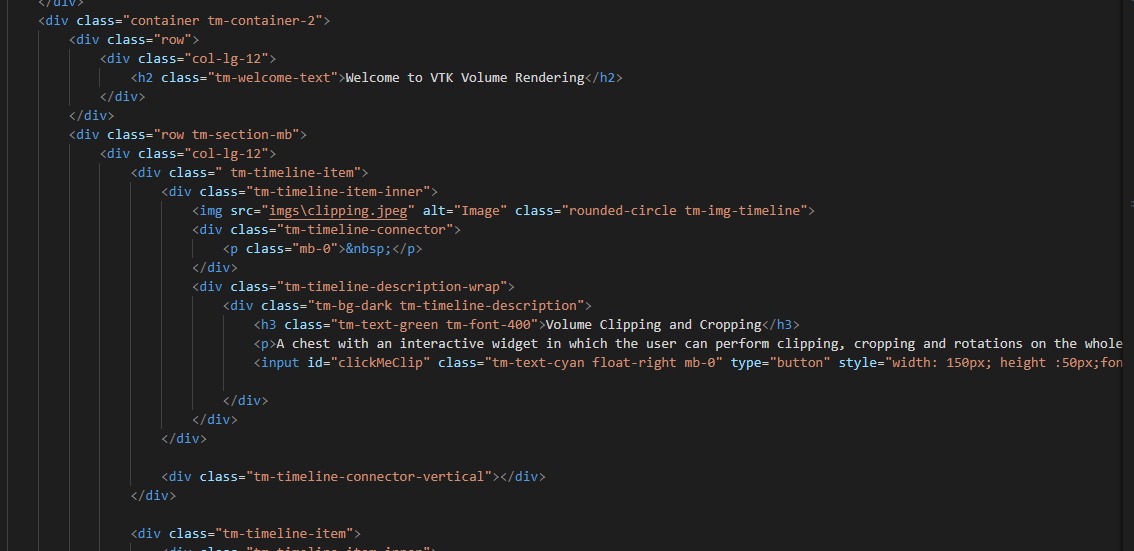 </div>
<div class="container tm-container-2">
<div class="row">
<div class="col-lg-12">
<h2 class="tm-welcome-text">Welcome to VTK Volume Rendering</h2>
</div>
</div>
<div class="row tm-section-mb">
<div class="col-lg-12">
<div class=" tm-timeline-item">
<div class="tm-timeline-item-inner">
<img src="imgs\clipping.jpeg" alt="Image" class="rounded-circle tm-img-timeline">
<div class="tm-timeline-connector">
<p class="mb-0">&nbsp;</p>
</div>
<div class="tm-timeline-description-wrap">
<div class="tm-bg-dark tm-timeline-description">
<h3 class="tm-text-green tm-font-400">Volume Clipping and Cropping</h3>
<p>A chest with an interactive widget in which the user can perform clipping, cropping and rotations on the whole
<input id="clickMeClip" class="tm-text-cyan float-right mb-0" type="button" style="width: 150px; height :50px;fon
</div>
</div>
</div>
<div class="tm-timeline-connector-vertical"></div>
</div>
<div class="tm-timeline-item">
<div class="tm-timeline-item-inner">